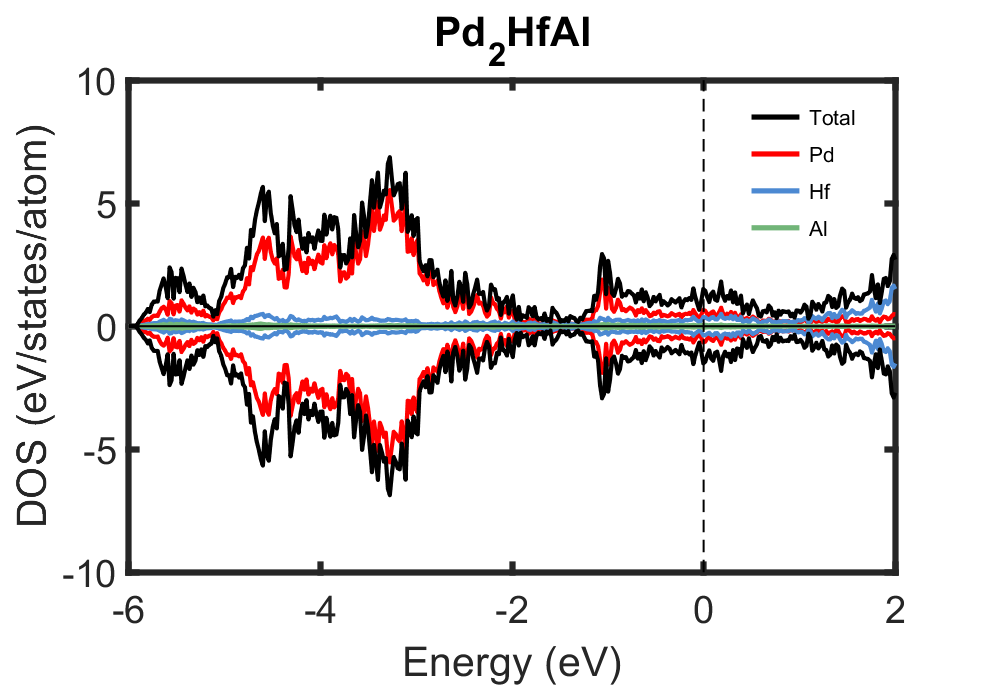 Pd2HfAl
10
5
0
-5
-10
DOS (eV/states/atom)
Total
Pd
Hf
Al
-6 -4 -2 0 2
Energy (eV)